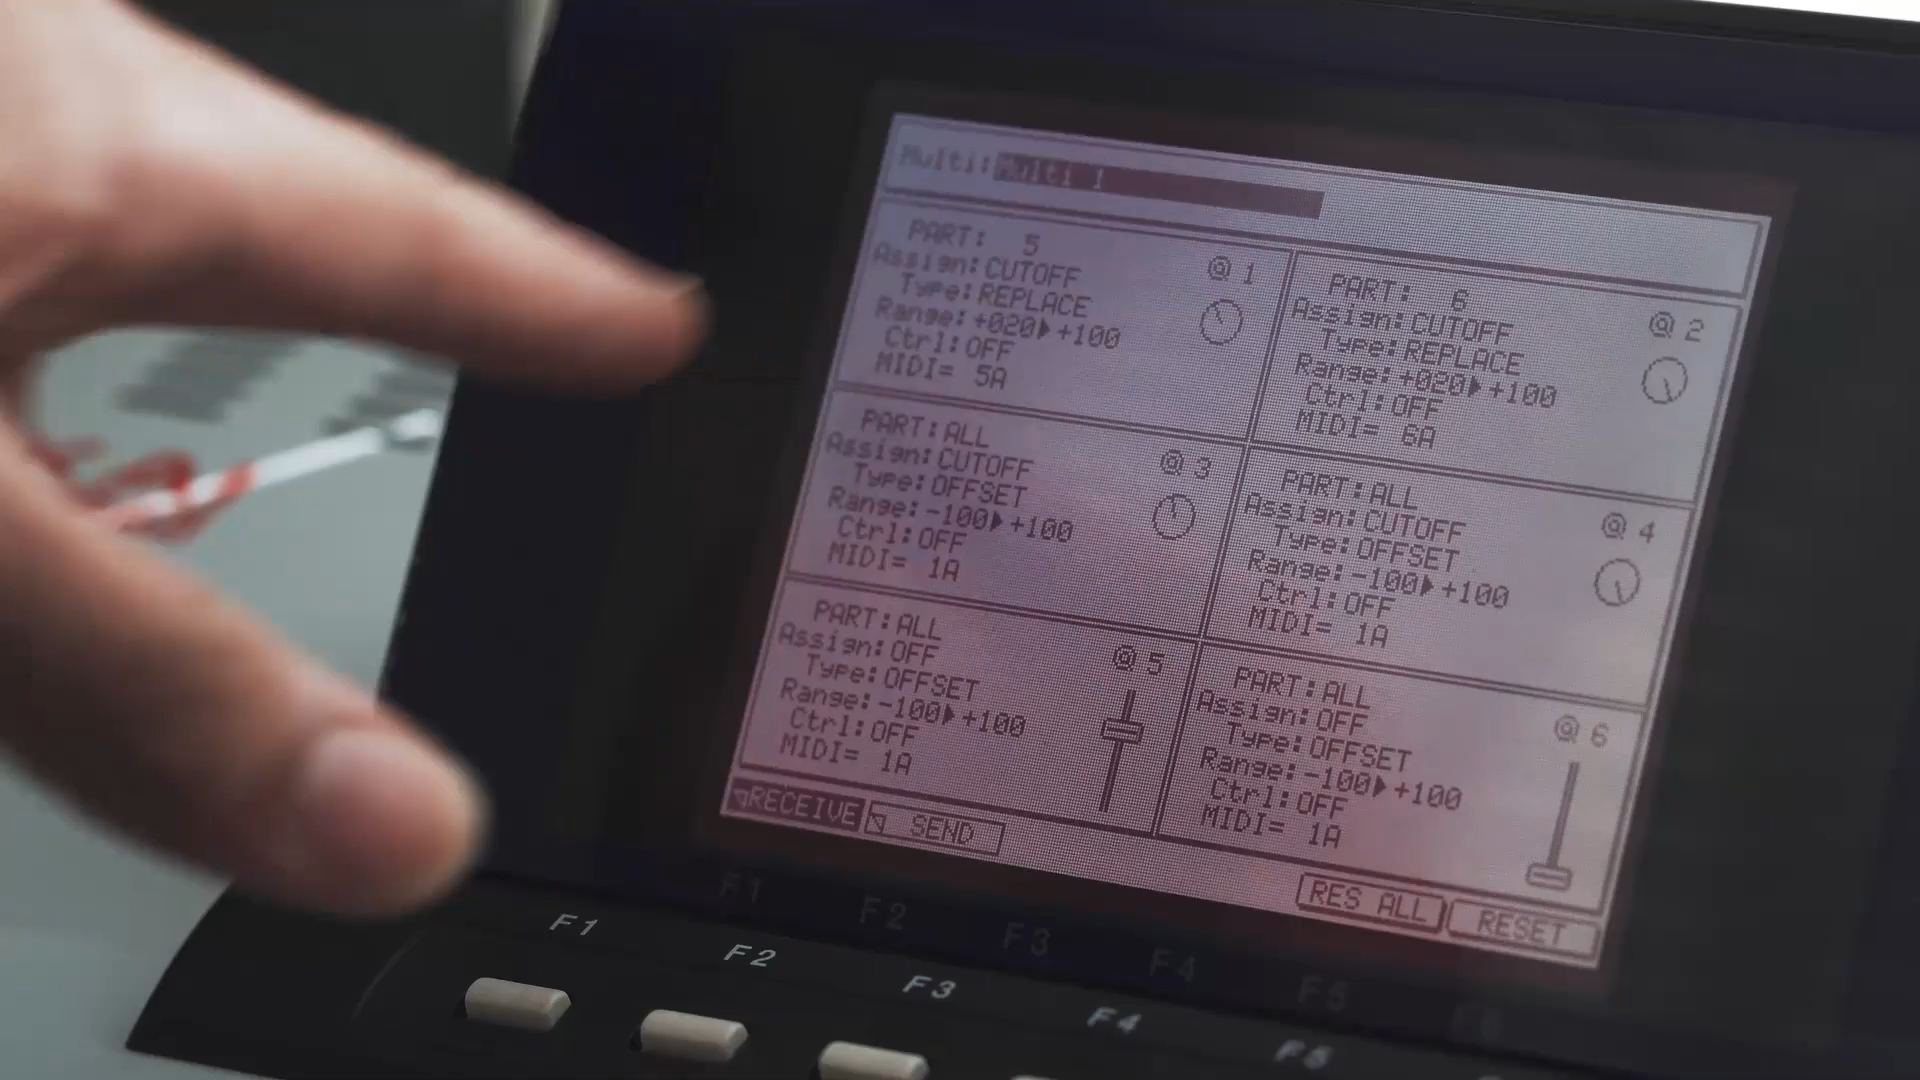 Multi:Multi 1
PART: 5
@ 1
Assign:CUTOFF
Type:REPLACE
Range:+020▶+100
Ctrl:OFF
MIDI= 5A
PART: 6
@ 2
Assign:CUTOFF
Type:REPLACE
Range:+020▶+100
Ctrl:OFF
MIDI= 6A
PART:ALL
@ 3
Assign:CUTOFF
Type:OFFSET
Range:-100▶+100
Ctrl:OFF
MIDI= 1A
PART:ALL
@ 4
Assign:CUTOFF
Type:OFFSET
Range:-100▶+100
Ctrl:OFF
MIDI= 1A
PART:ALL
@ 5
Assign:OFF
Type:OFFSET
Range:-100▶+100
Ctrl:OFF
MIDI= 1A
PART:ALL
@ 6
Assign:OFF
Type:OFFSET
Range:-100▶+100
Ctrl:OFF
MIDI= 1A
RECEIVE SEND RES ALL RESET
F1 F2 F3 F4 F5